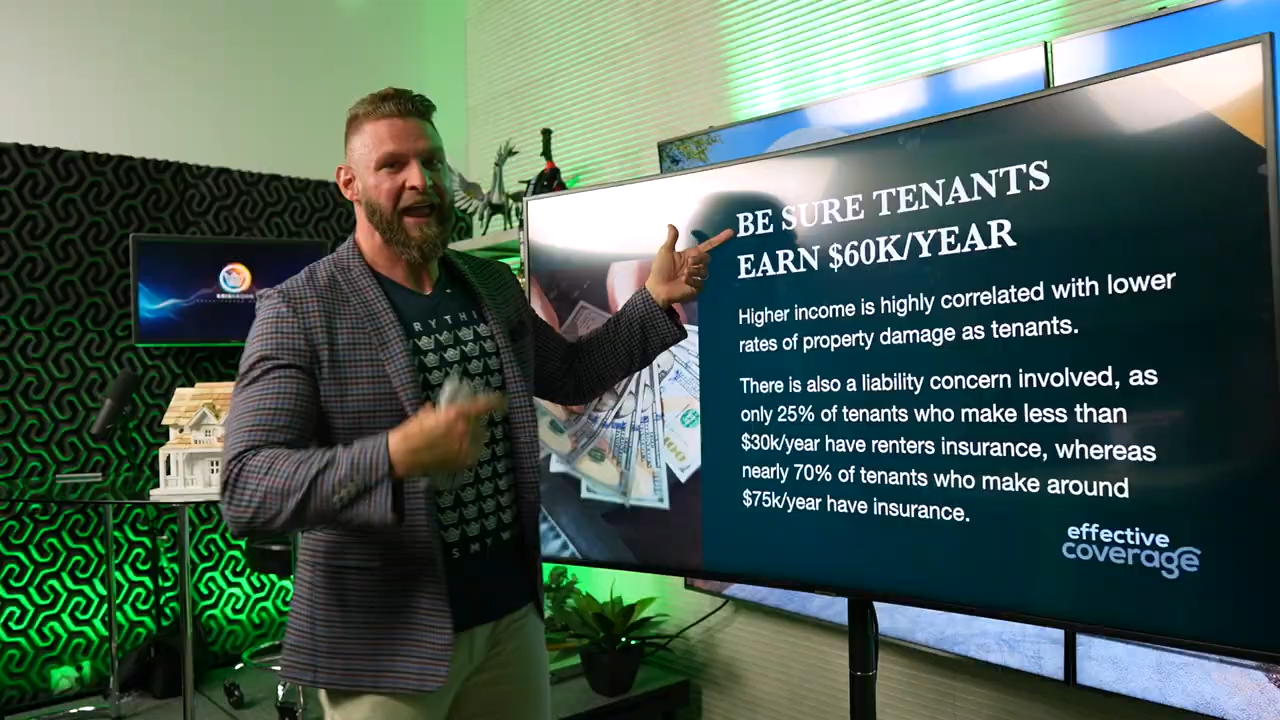 BE SURE TENANTS
EARN $60K/YEAR
Higher income is highly correlated with lower
rates of property damage as tenants.
There is also a liability concern involved, as
only 25% of tenants who make less than
$30k/year have renters insurance, whereas
nearly 70% of tenants who make around
$75k/year have insurance.
effective
coverage
RYTHI